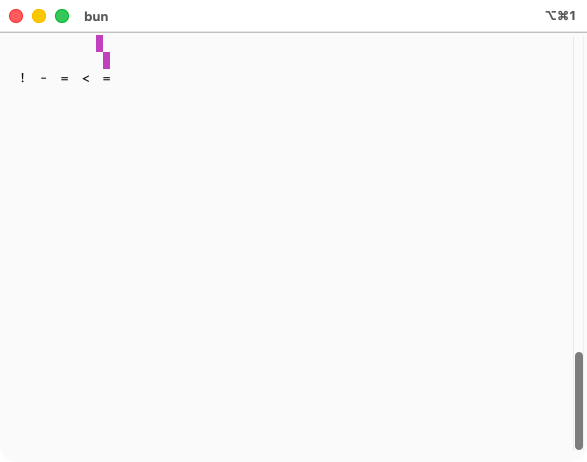 bun
⌥⌘1
! - = < =